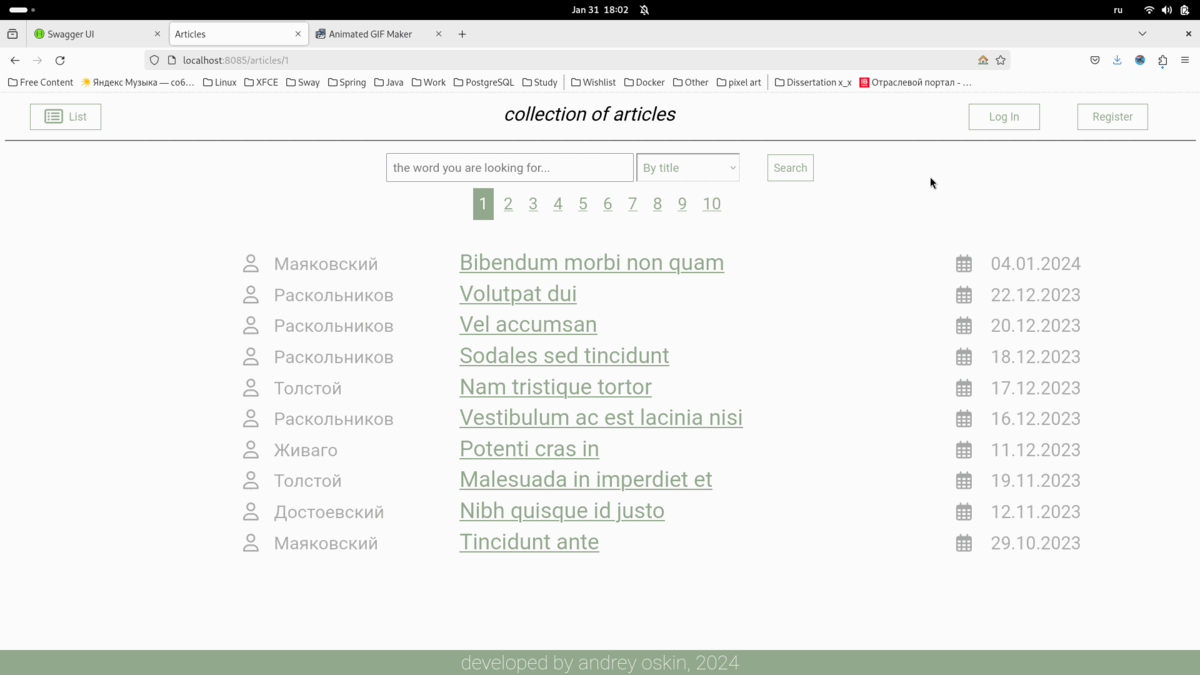 Jan 31 18:02
ru
Swagger UI
Articles
Animated GIF Maker
localhost:8085/articles/1
Free Content
Яндекс Музыка — соб…
Linux
XFCE
Sway
Spring
Java
Work
PostgreSQL
Study
Wishlist
Docker
Other
pixel art
Dissertation x_x
Отраслевой портал - …
List
collection of articles
Log In
Register
the word you are looking for...
By title
Search
1 2 3 4 5 6 7 8 9 10
Маяковский Bibendum morbi non quam 04.01.2024
Раскольников Volutpat dui 22.12.2023
Раскольников Vel accumsan 20.12.2023
Раскольников Sodales sed tincidunt 18.12.2023
Толстой Nam tristique tortor 17.12.2023
Раскольников Vestibulum ac est lacinia nisi 16.12.2023
Живаго Potenti cras in 11.12.2023
Толстой Malesuada in imperdiet et 19.11.2023
Достоевский Nibh quisque id justo 12.11.2023
Маяковский Tincidunt ante 29.10.2023
developed by andrey oskin, 2024